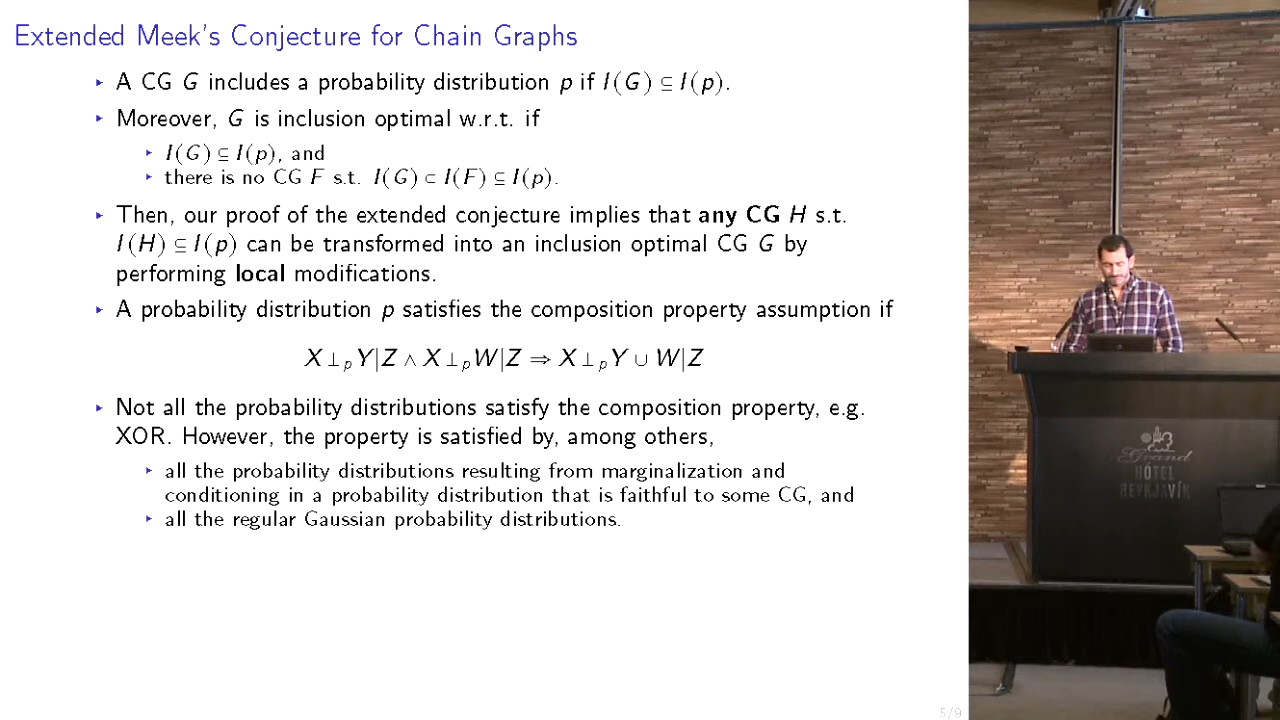 Extended Meek's Conjecture for Chain Graphs
‣ A CG G includes a probability distribution p if I(G) ⊆ I(p).
‣ Moreover, G is inclusion optimal w.r.t. if
‣ I(G) ⊆ I(p), and
‣ there is no CG F s.t. I(G) ⊂ I(F) ⊆ I(p).
‣ Then, our proof of the extended conjecture implies that any CG H s.t.
I(H) ⊆ I(p) can be transformed into an inclusion optimal CG G by
performing local modifications.
‣ A probability distribution p satisfies the composition property assumption if
X ⊥ₚ Y|Z ∧ X ⊥ₚ W|Z ⇒ X ⊥ₚ Y ∪ W|Z
‣ Not all the probability distributions satisfy the composition property, e.g.
XOR. However, the property is satisfied by, among others,
‣ all the probability distributions resulting from marginalization and
conditioning in a probability distribution that is faithful to some CG, and
‣ all the regular Gaussian probability distributions.
5/9
Grand
HÓTEL
REYKJAVÍK